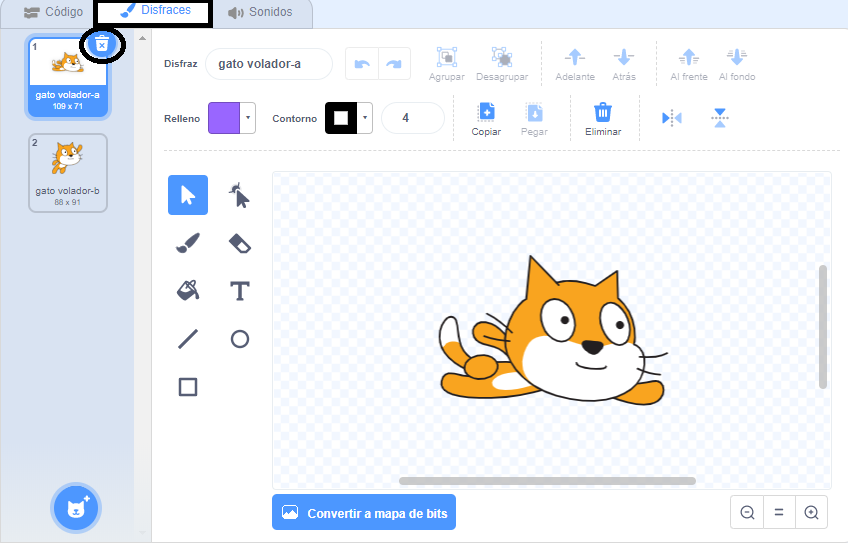 Código
Disfraces
Sonidos
1
gato volador-a
109 x 71
2
gato volador-b
88 x 91
Disfraz
gato volador-a
Agrupar
Desagrupar
Adelante
Atrás
Al frente
Al fondo
Relleno
Contorno
4
Copiar
Pegar
Eliminar
T
Convertir a mapa de bits